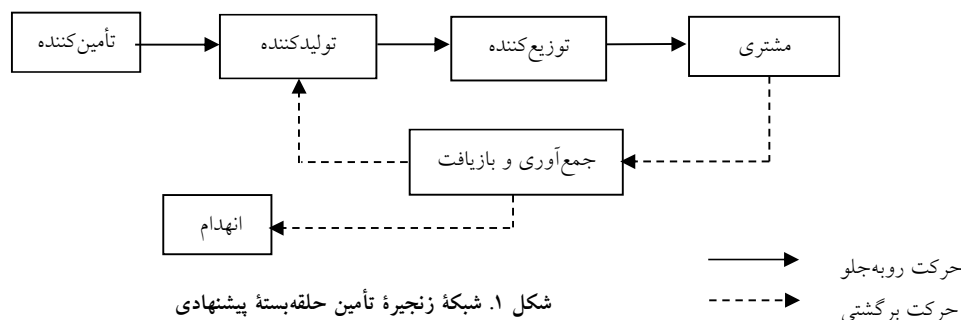 تأمین‌کننده
تولیدکننده
توزیع‌کننده
مشتری
جمع‌آوری و بازیافت
انهدام
حرکت روبه‌جلو
حرکت برگشتی
شکل ۱. شبکهٔ زنجیرهٔ تأمین حلقه‌بستهٔ پیشنهادی